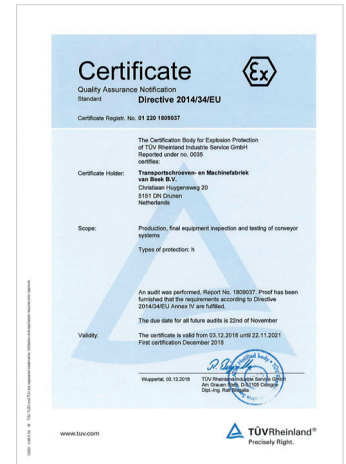 Certificate
Ex
Quality Assurance Notification
Standard Directive 2014/34/EU
Certificate Registr. No. 01 220 1809037
The Certification Body for Explosion Protection
of TÜV Rheinland Industrie Service GmbH
Reported under no. 0035
certifies:
Certificate Holder: Transportschroeven- en Machinefabriek
van Beek B.V.
Christiaan Huygensweg 20
5151 DN Drunen
Netherlands
Scope: Production, final equipment inspection and testing of conveyor
systems
Types of protection: h
An audit was performed, Report No. 1809037. Proof has been
furnished that the requirements according to Directive
2014/34/EU Annex IV are fulfilled.
The due date for all future audits is 22nd of November
Validity: The certificate is valid from 03.12.2018 until 22.11.2021
First certification December 2018
Wuppertal, 03.12.2018 TÜV Rheinland Industrie Service GmbH
Am Grauen Stein, D-51105 Cologne
Dipl.-Ing. Ralf
www.tuv.com
TÜVRheinland®
Precisely Right.